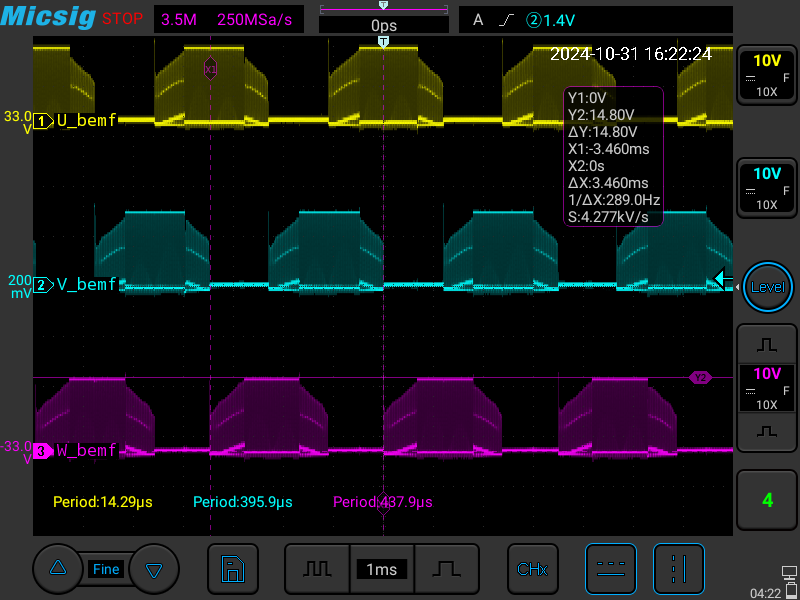 Micsig STOP 3.5M 250MSa/s 0ps A ②1.4V
T
2024-10-31 16:22:24
10V
F
10X
X1
33.0
V
1 U_bemf
Y1:0V
Y2:14.80V
ΔY:14.80V
X1:-3.460ms
X2:0s
ΔX:3.460ms
1/ΔX:289.0Hz
S:4.277kV/s
10V
F
10X
200
mV
2 V_bemf
Level
10V
F
10X
Y2
-33.0
V
3 W_bemf
Period:14.29μs Period:395.9μs Period:437.9μs
4
Fine 1ms CHx
04:22